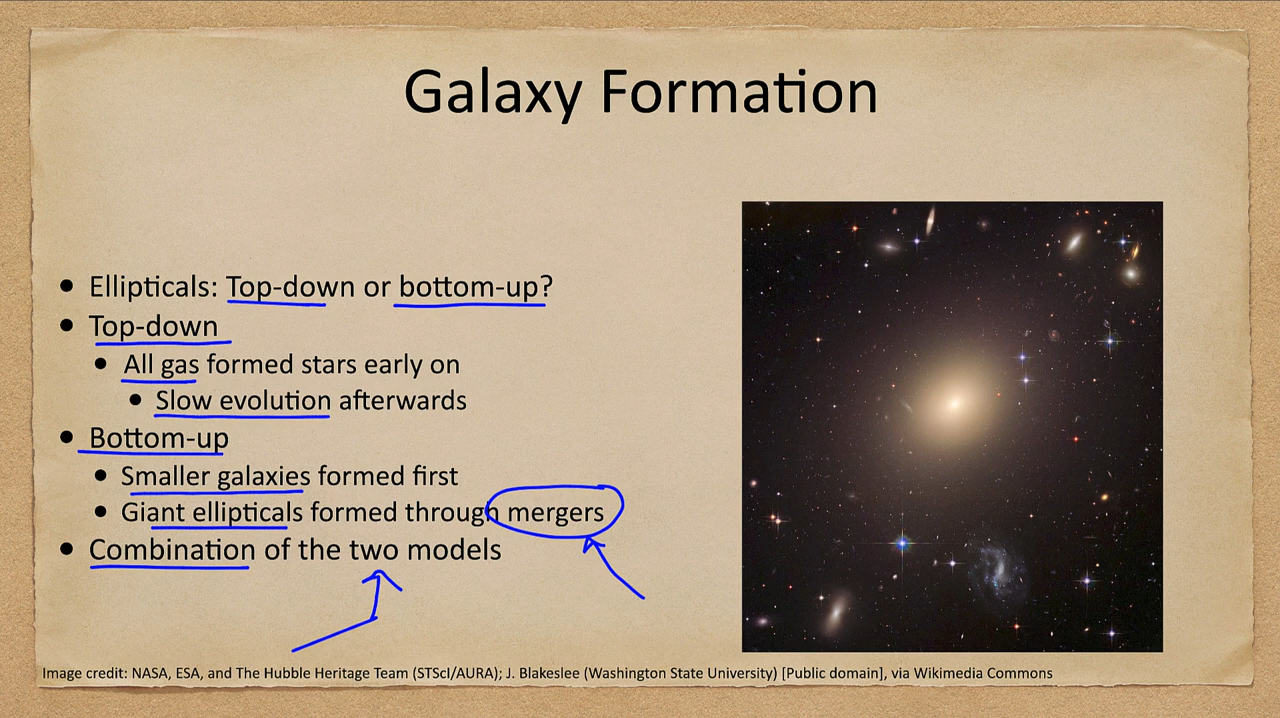 Galaxy Formation
• Ellipticals: Top-down or bottom-up?
• Top-down
• All gas formed stars early on
• Slow evolution afterwards
• Bottom-up
• Smaller galaxies formed first
• Giant ellipticals formed through mergers
• Combination of the two models
Image credit: NASA, ESA, and The Hubble Heritage Team (STScI/AURA); J. Blakeslee (Washington State University) [Public domain], via Wikimedia Commons